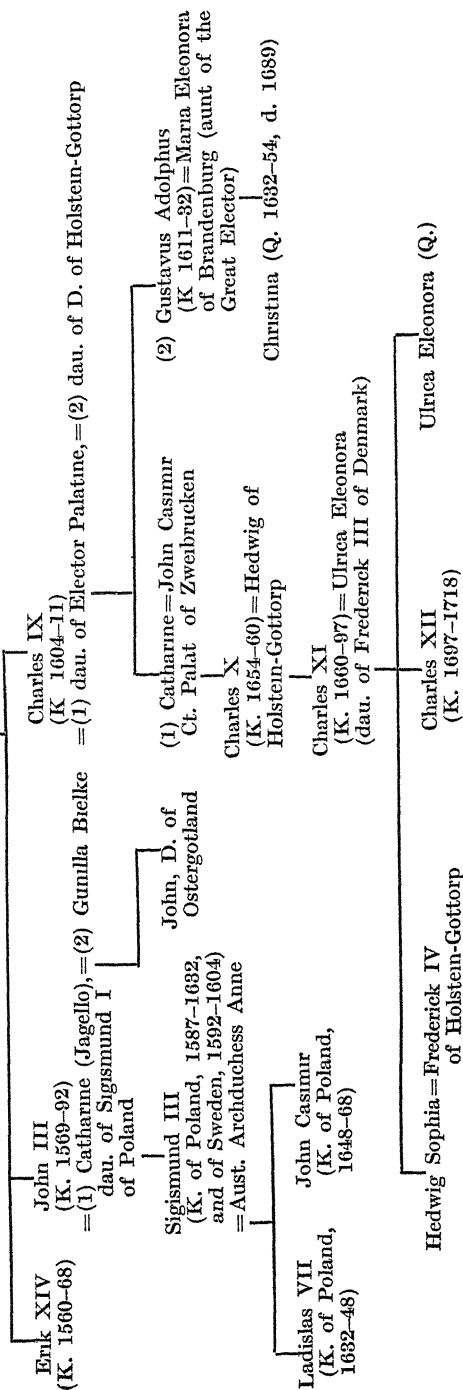 Erik XIV
(K. 1560–68)
John III
(K. 1569–92)
=(1) Catharine (Jagello),=(2) Gunilla Bielke
dau. of Sigismund I
of Poland
Charles IX
(K 1604–11)
=(1) dau. of Elector Palatine,=(2) dau. of D. of Holstein-Gottorp
Sigismund III
(K. of Poland, 1587–1632,
and of Sweden, 1592–1604)
=Aust. Archduchess Anne
John, D. of
Ostergotland
(1) Catharine=John Casimir
Ct. Palat of Zweibrucken
(2) Gustavus Adolphus
(K 1611–32)=Maria Eleonora
of Brandenburg (aunt of the
Great Elector)
Ladislas VII
(K. of Poland,
1632–48)
John Casimir
(K. of Poland,
1648–68)
Charles X
(K. 1654–60)=Hedwig of
Holstein-Gottorp
Christina (Q. 1632–54, d. 1689)
Charles XI
(K. 1660–97)=Ulrica Eleonora
(dau. of Frederick III of Denmark)
Hedwig Sophia=Frederick IV
of Holstein-Gottorp
Charles XII
(K. 1697–1718)
Ulrica Eleonora (Q.)